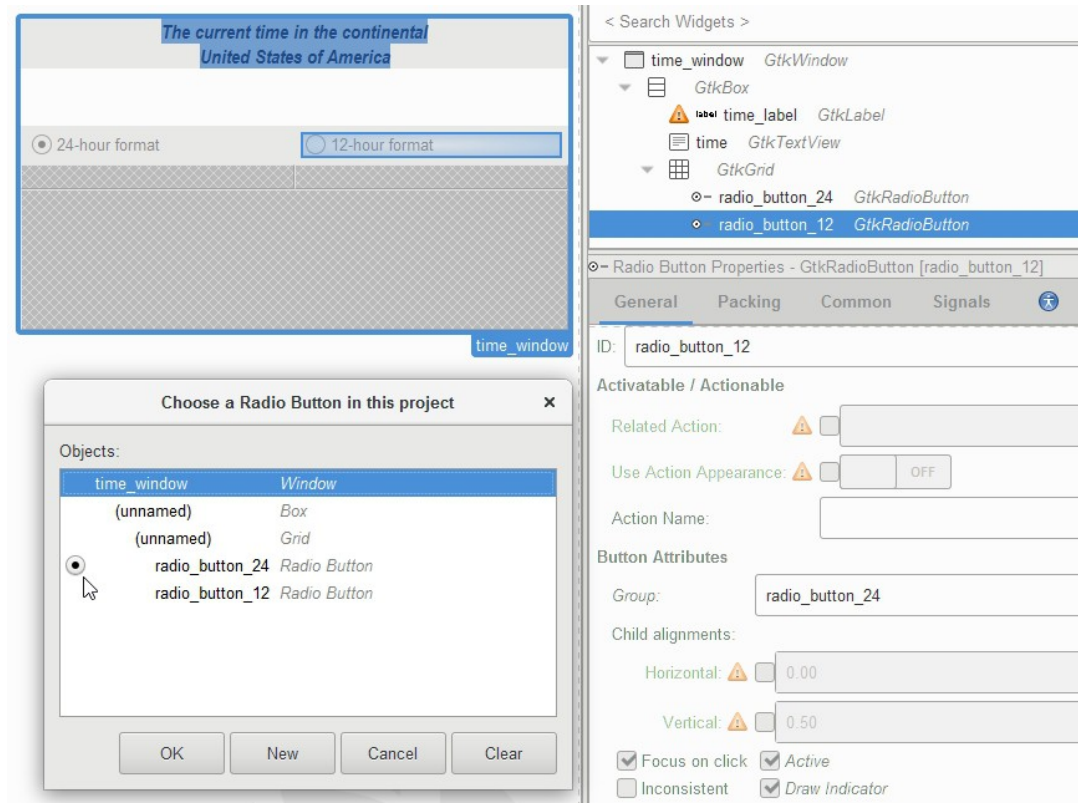 The current time in the continental
United States of America
24-hour format
12-hour format
time_window
Choose a Radio Button in this project ×
Objects:
time_window Window
(unnamed) Box
(unnamed) Grid
radio_button_24 Radio Button
radio_button_12 Radio Button
OK New Cancel Clear
< Search Widgets >
time_window GtkWindow
GtkBox
label time_label GtkLabel
time GtkTextView
GtkGrid
radio_button_24 GtkRadioButton
radio_button_12 GtkRadioButton
Radio Button Properties - GtkRadioButton [radio_button_12]
General Packing Common Signals
ID: radio_button_12
Activatable / Actionable
Related Action:
Use Action Appearance: OFF
Action Name:
Button Attributes
Group: radio_button_24
Child alignments:
Horizontal: 0.00
Vertical: 0.50
Focus on click Active
Inconsistent Draw Indicator